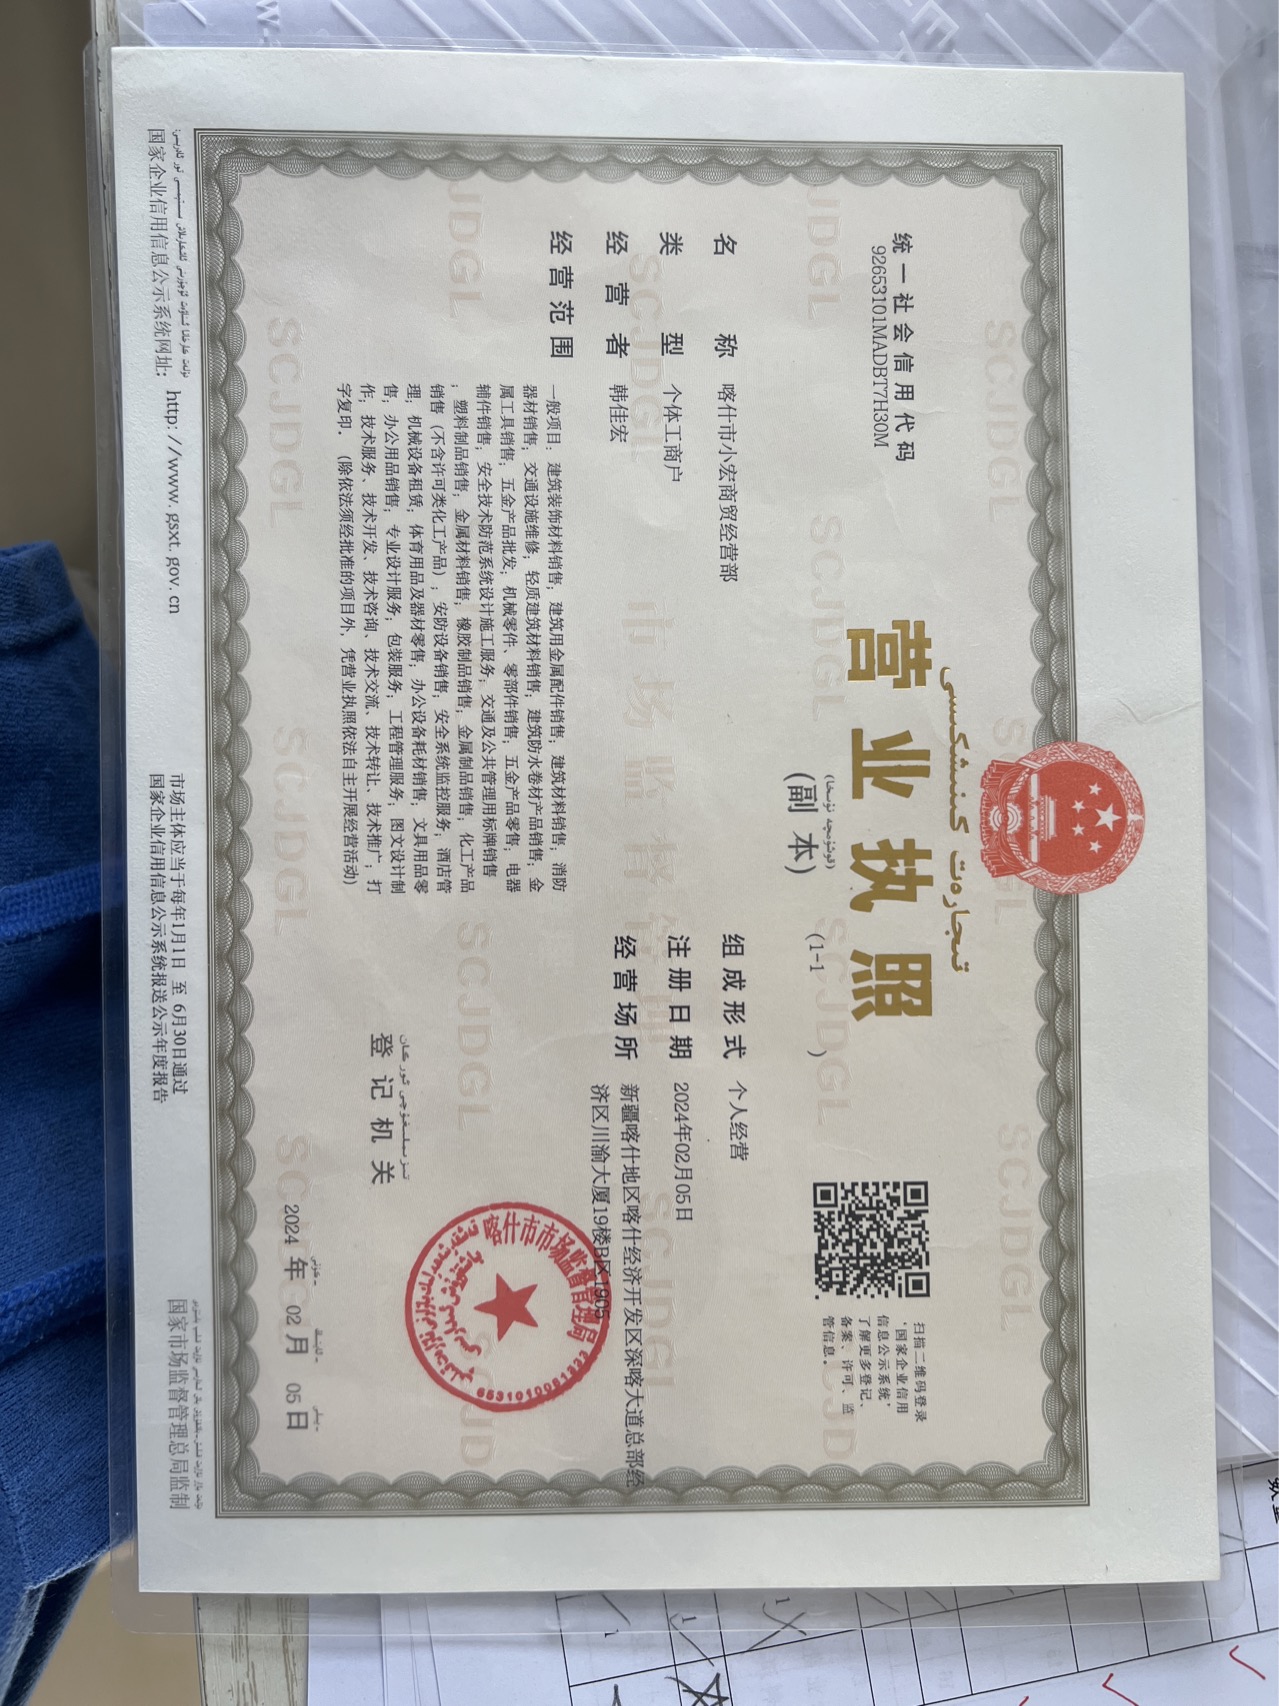 统一社会信用代码
92653101MADBT7H30M
营业执照
(副 本)
(1-1)
扫描二维码登录
‘国家企业信用
信息公示系统’
了解更多登记、
备案、许可、监
管信息。
名 称 喀什市小宏商贸经营部
类 型 个体工商户
经 营 者 韩佳宏
经 营 范 围 一般项目：建筑装饰材料销售；建筑用金属配件销售；建筑材料销售；消防
器材销售；交通设施维修；轻质建筑材料销售；建筑防水卷材产品销售；金
属工具销售；五金产品批发；机械零件、零部件销售；五金产品零售；电器
辅件销售；安全技术防范系统设计施工服务；交通及公共管理用标牌销售
；塑料制品销售；金属材料销售；橡胶制品销售；金属制品销售；化工产品
销售（不含许可类化工产品）；安防设备销售；安全系统监控服务；酒店管
理；机械设备租赁；体育用品及器材零售；办公设备耗材销售；文具用品零
售；办公用品销售；专业设计服务；包装服务；工程管理服务；图文设计制
作；技术服务、技术开发、技术咨询、技术交流、技术转让、技术推广；打
字复印。（除依法须经批准的项目外，凭营业执照依法自主开展经营活动）
组 成 形 式 个人经营
注 册 日 期 2024年02月05日
经 营 场 所 新疆喀什地区喀什经济开发区深喀大道总部经
济区川渝大厦19楼B区1905
登 记 机 关
喀什市市场监督管理局
2024 年 02 月 05 日
国家企业信用信息公示系统网址： http://www.gsxt.gov.cn
市场主体应当于每年1月1日 至 6月30日通过
国家企业信用信息公示系统报送公示年度报告
国家市场监督管理总局监制